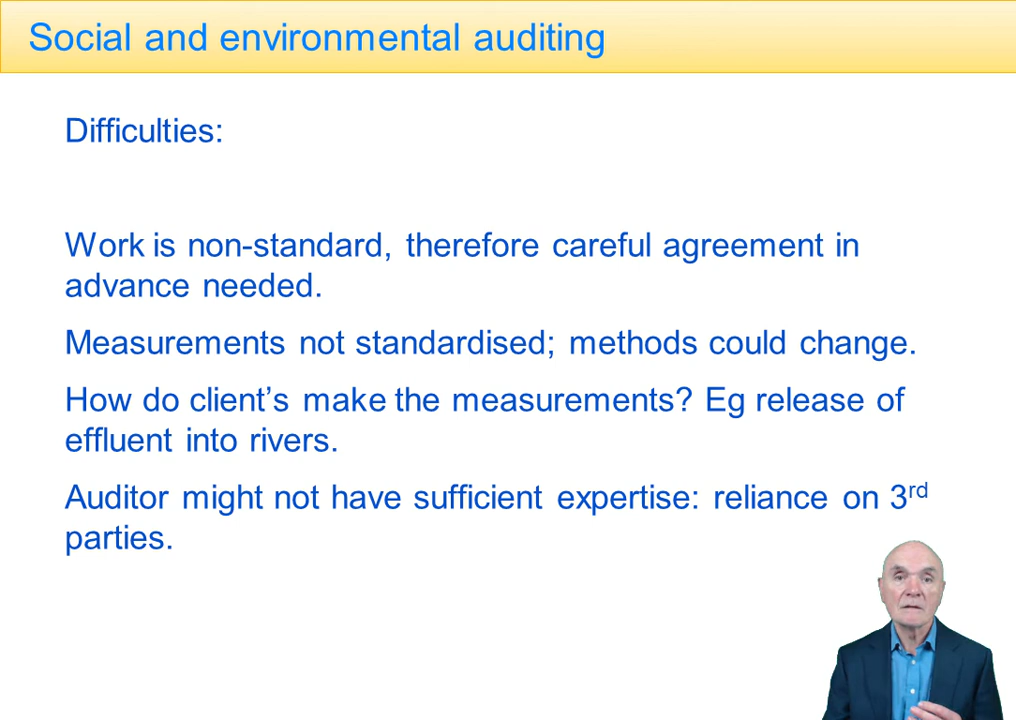 Social and environmental auditing
Difficulties:
Work is non-standard, therefore careful agreement in
advance needed.
Measurements not standardised; methods could change.
How do client’s make the measurements? Eg release of
effluent into rivers.
Auditor might not have sufficient expertise: reliance on 3rd
parties.